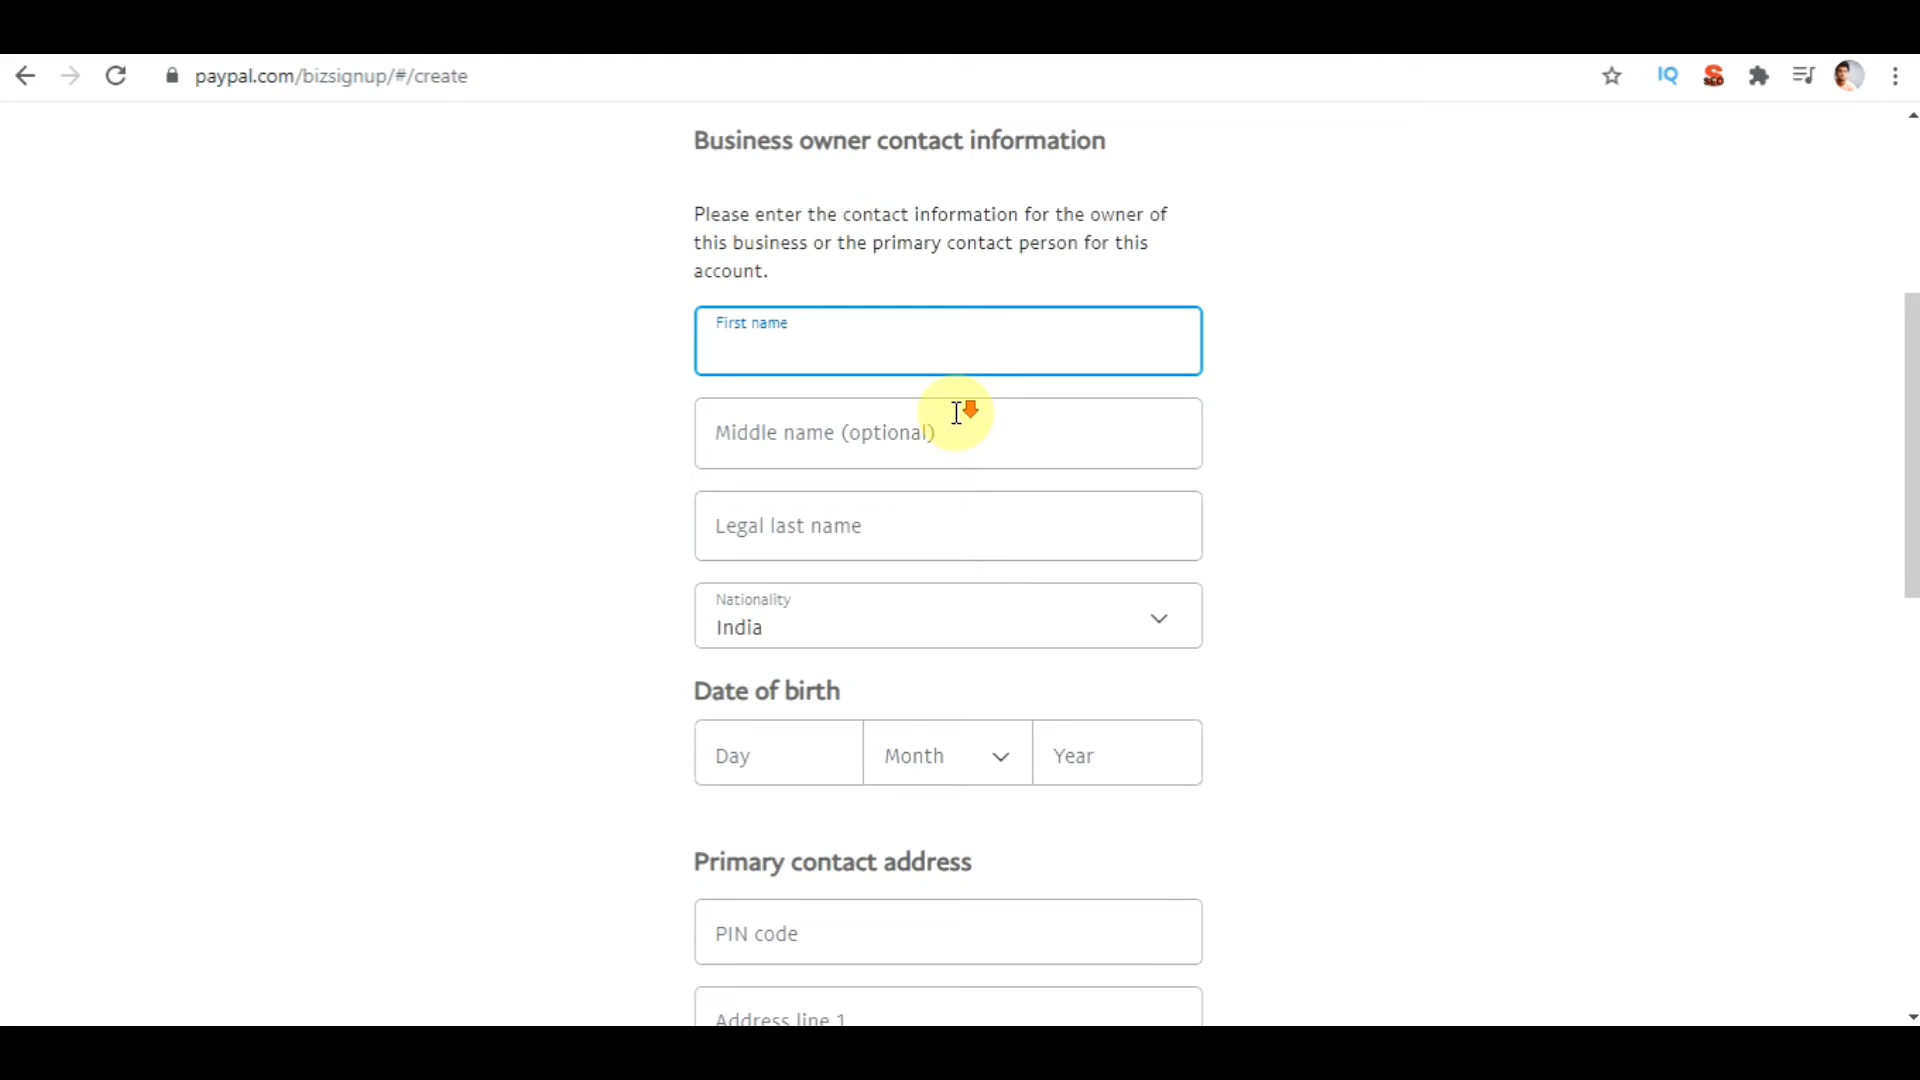 paypal.com/bizsignup/#/create
IQ
S
SEO
Business owner contact information
Please enter the contact information for the owner of
this business or the primary contact person for this
account.
First name
Middle name (optional)
Legal last name
Nationality
India
Date of birth
Day
Month
Year
Primary contact address
PIN code
Address line 1